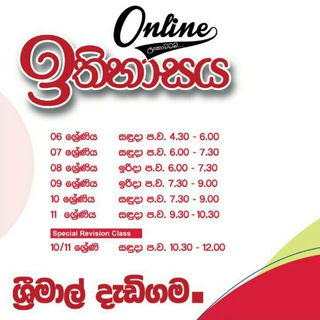 Online
ලංකාවටම...
ඉතිහාසය
06 ශ්‍රේණිය සඳුදා ප.ව. 4.30 - 6.00
07 ශ්‍රේණිය සඳුදා ප.ව. 6.00 - 7.30
08 ශ්‍රේණිය ඉරිදා ප.ව. 6.00 - 7.30
09 ශ්‍රේණිය ඉරිදා ප.ව. 7.30 - 9.00
10 ශ්‍රේණිය සඳුදා ප.ව. 7.30 - 9.00
11 ශ්‍රේණිය සඳුදා ප.ව. 9.30 - 10.30
Special Revision Class
10/11 ශ්‍රේණි සඳුදා ප.ව. 10.30 - 12.00
ශ්‍රීමාල් දැඩිගම